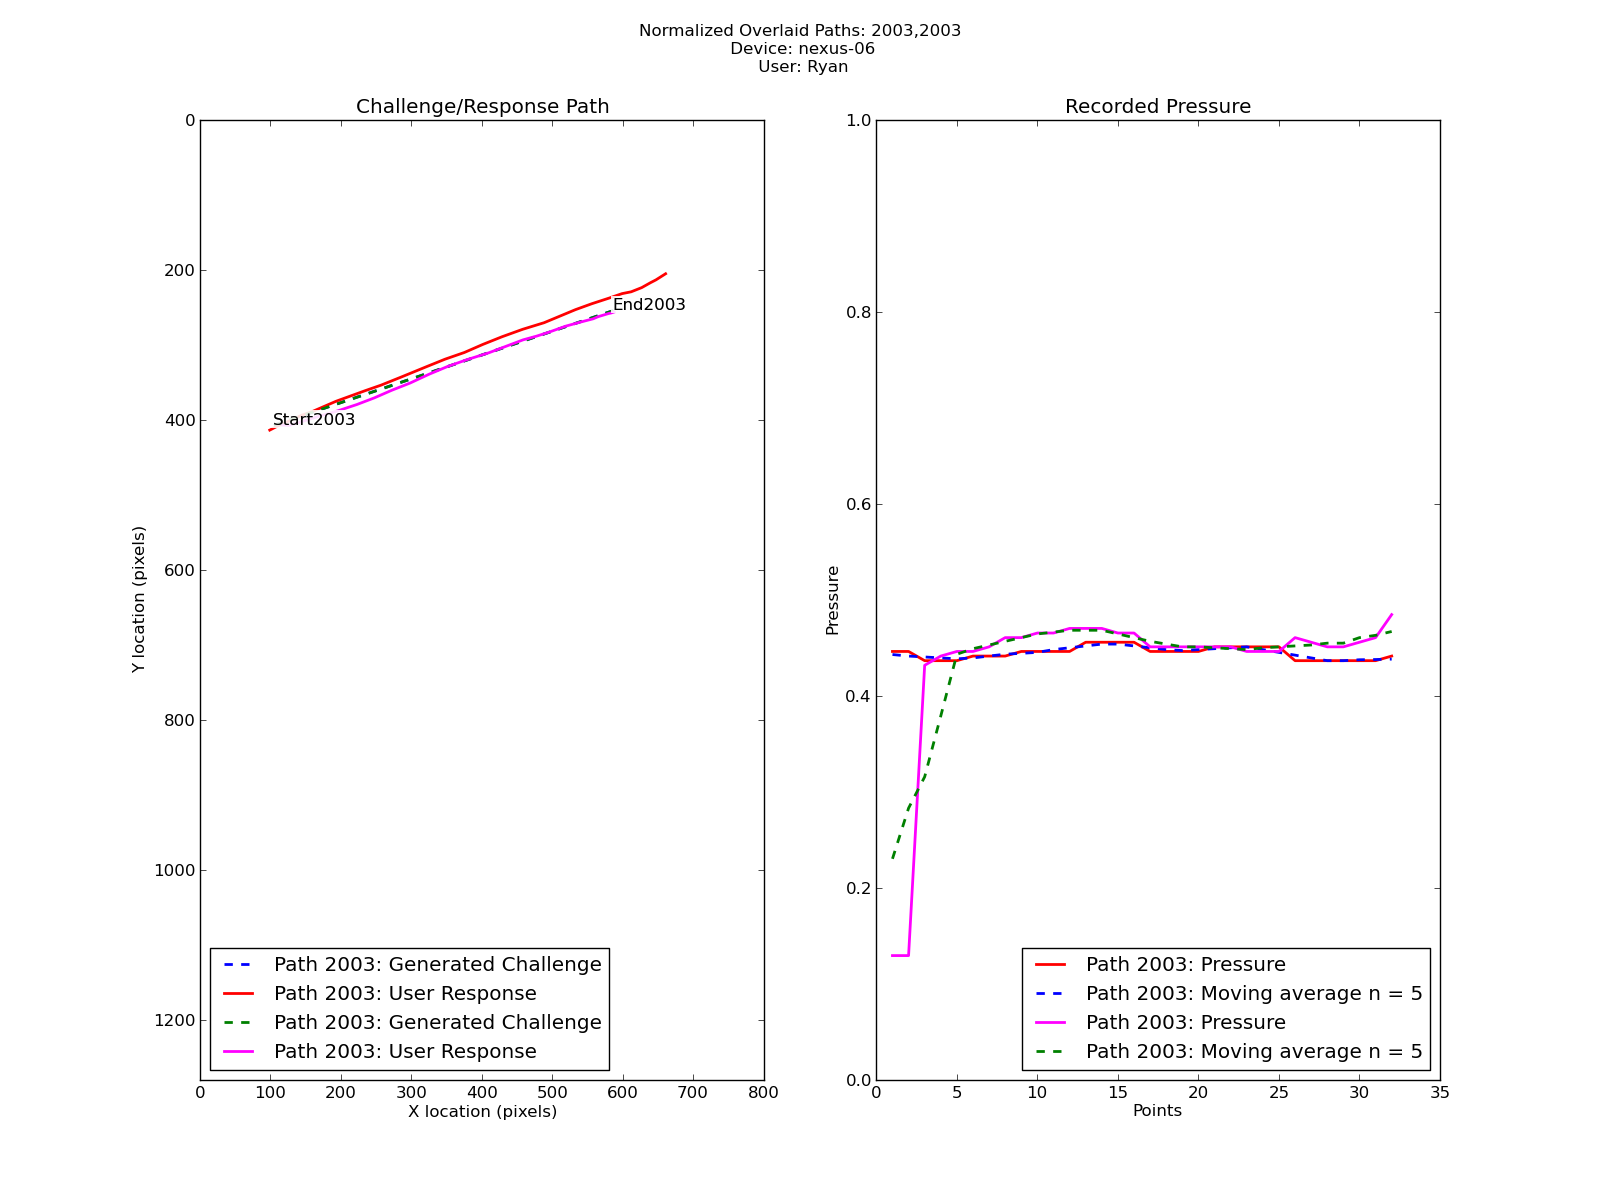 Normalized Overlaid Paths: 2003,2003
Device: nexus-06
User: Ryan
Challenge/Response Path
0
200
400
600
800
1000
1200
Y location (pixels)
End2003
Start2003
Path 2003: Generated Challenge
Path 2003: User Response
Path 2003: Generated Challenge
Path 2003: User Response
0 100 200 300 400 500 600 700 800
X location (pixels)
Recorded Pressure
1.0
0.8
0.6
0.4
0.2
0.0
Pressure
Path 2003: Pressure
Path 2003: Moving average n = 5
Path 2003: Pressure
Path 2003: Moving average n = 5
0 5 10 15 20 25 30 35
Points